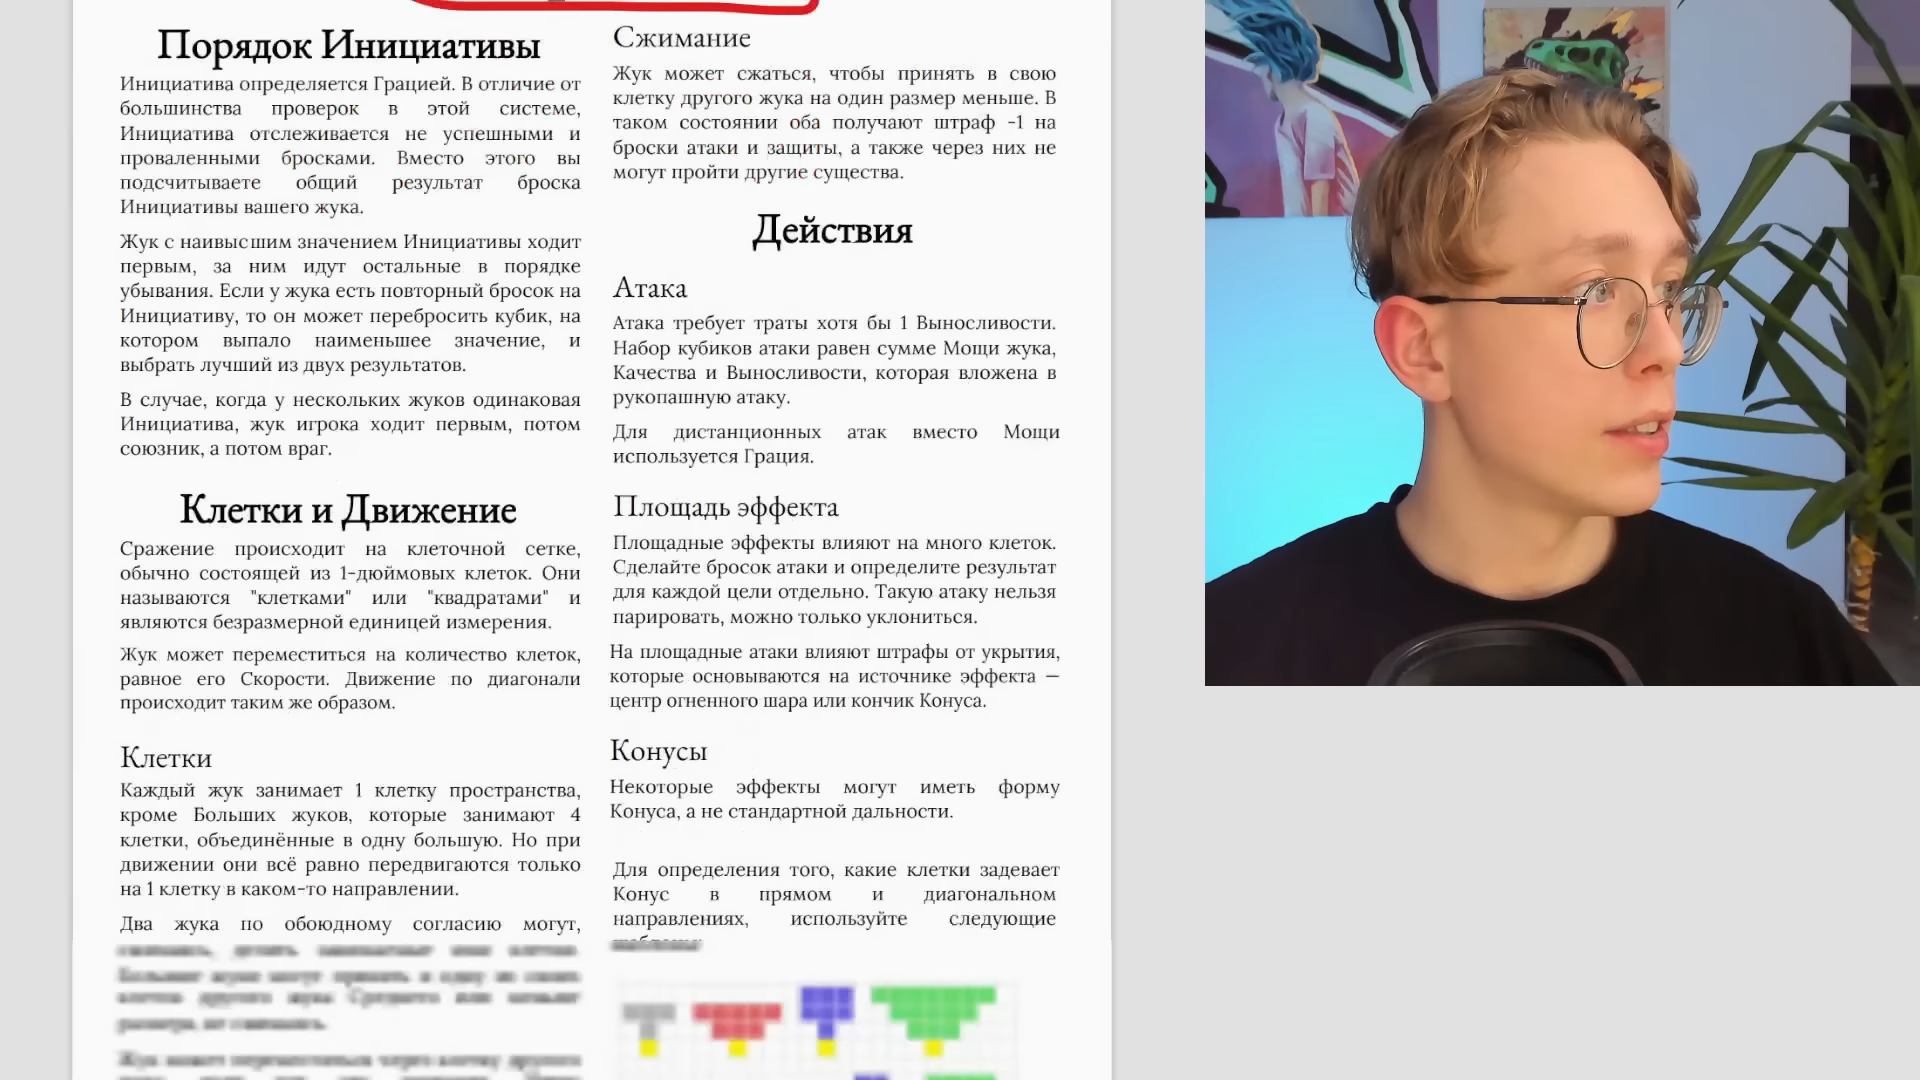 Порядок Инициативы
Инициатива определяется Грацией. В отличие от
большинства проверок в этой системе,
Инициатива отслеживается не успешными и
проваленными бросками. Вместо этого вы
подсчитываете общий результат броска
Инициативы вашего жука.
Жук с наивысшим значением Инициативы ходит
первым, за ним идут остальные в порядке
убывания. Если у жука есть повторный бросок на
Инициативу, то он может перебросить кубик, на
котором выпало наименьшее значение, и
выбрать лучший из двух результатов.
В случае, когда у нескольких жуков одинаковая
Инициатива, жук игрока ходит первым, потом
союзник, а потом враг.
Клетки и Движение
Сражение происходит на клеточной сетке,
обычно состоящей из 1-дюймовых клеток. Они
называются "клетками" или "квадратами" и
являются безразмерной единицей измерения.
Жук может переместиться на количество клеток,
равное его Скорости. Движение по диагонали
происходит таким же образом.
Клетки
Каждый жук занимает 1 клетку пространства,
кроме Больших жуков, которые занимают 4
клетки, объединённые в одну большую. Но при
движении они всё равно передвигаются только
на 1 клетку в каком-то направлении.
Два жука по обоюдному согласию могут,
Сжимание
Жук может сжаться, чтобы принять в свою
клетку другого жука на один размер меньше. В
таком состоянии оба получают штраф -1 на
броски атаки и защиты, а также через них не
могут пройти другие существа.
Действия
Атака
Атака требует траты хотя бы 1 Выносливости.
Набор кубиков атаки равен сумме Мощи жука,
Качества и Выносливости, которая вложена в
рукопашную атаку.
Для дистанционных атак вместо Мощи
используется Грация.
Площадь эффекта
Площадные эффекты влияют на много клеток.
Сделайте бросок атаки и определите результат
для каждой цели отдельно. Такую атаку нельзя
парировать, можно только уклониться.
На площадные атаки влияют штрафы от укрытия,
которые основываются на источнике эффекта —
центр огненного шара или кончик Конуса.
Конусы
Некоторые эффекты могут иметь форму
Конуса, а не стандартной дальности.
Для определения того, какие клетки задевает
Конус в прямом и диагональном
направлениях, используйте следующие